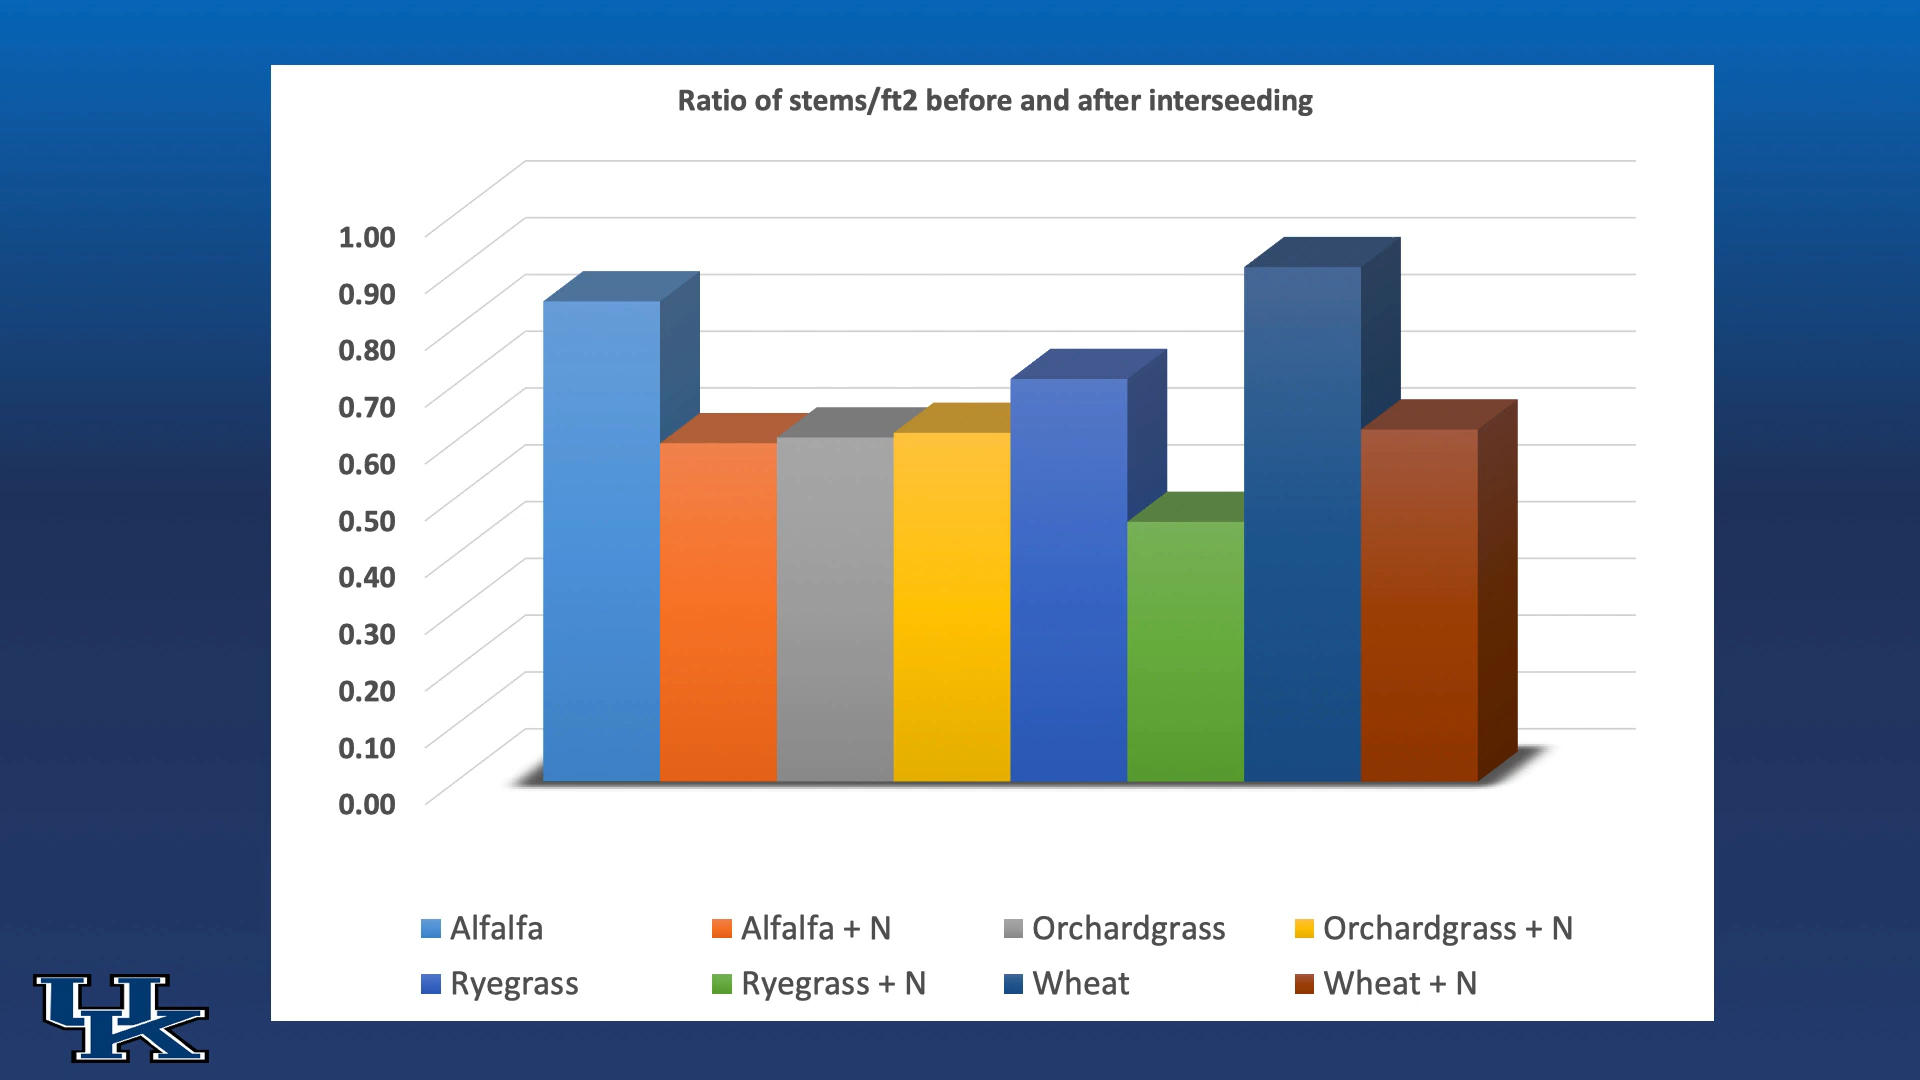 Ratio of stems/ft2 before and after interseeding
1.00
0.90
0.80
0.70
0.60
0.50
0.40
0.30
0.20
0.10
0.00
Alfalfa Alfalfa + N Orchardgrass Orchardgrass + N
Ryegrass Ryegrass + N Wheat Wheat + N
UK